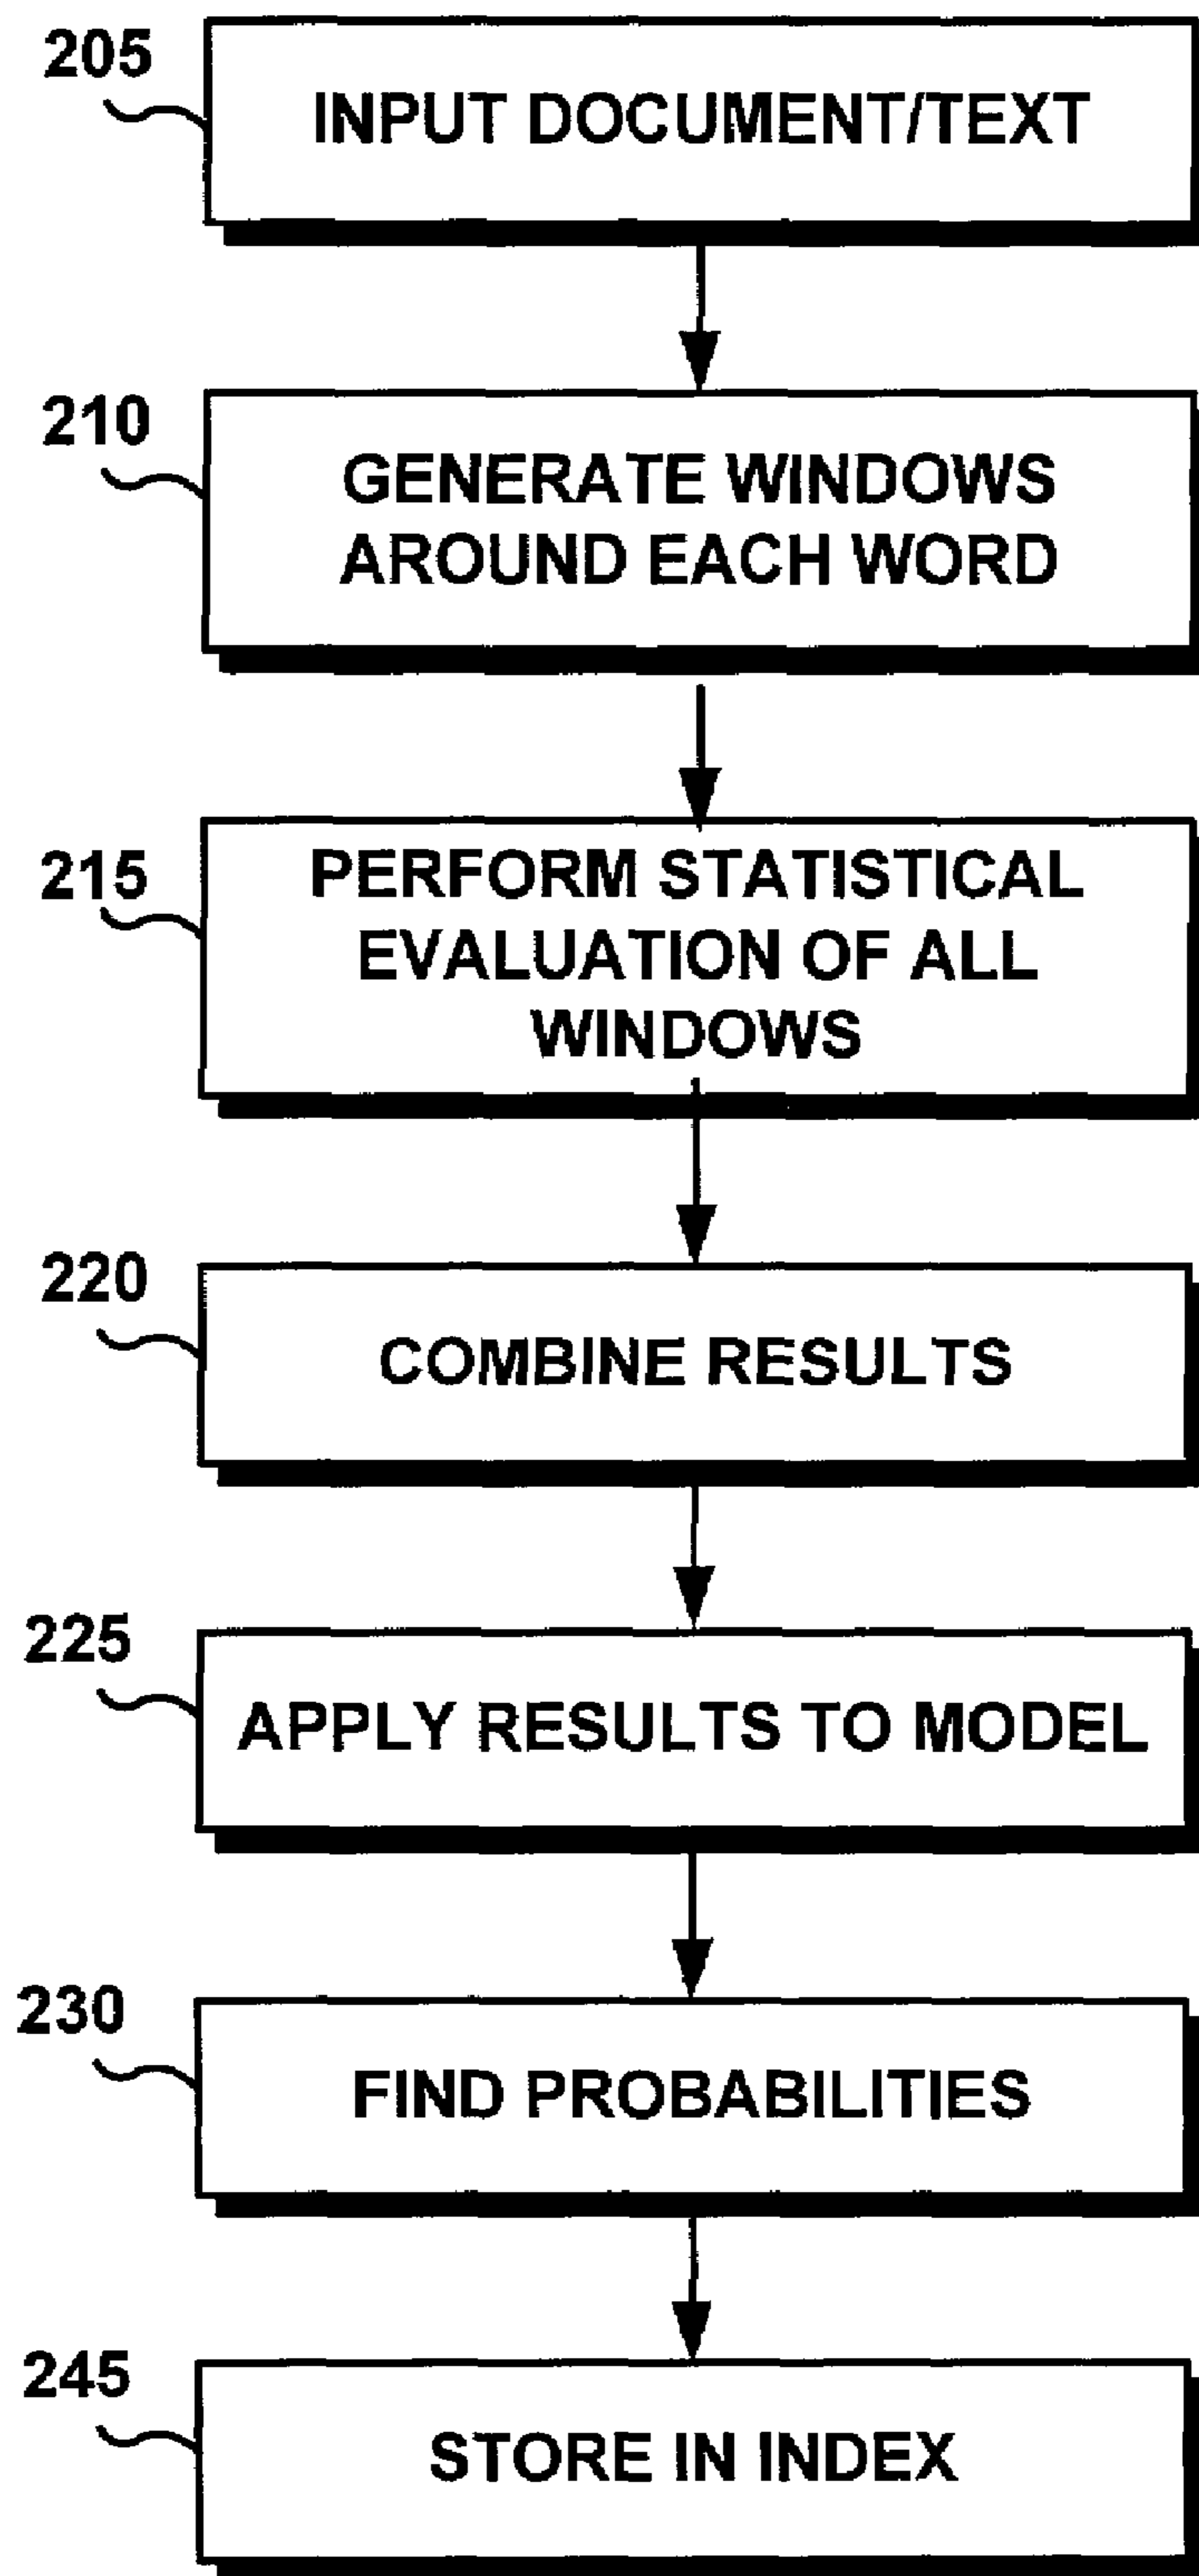 205
INPUT DOCUMENT/TEXT
210
GENERATE WINDOWS
AROUND EACH WORD
215
PERFORM STATISTICAL
EVALUATION OF ALL
WINDOWS
220
COMBINE RESULTS
225
APPLY RESULTS TO MODEL
230
FIND PROBABILITIES
245
STORE IN INDEX